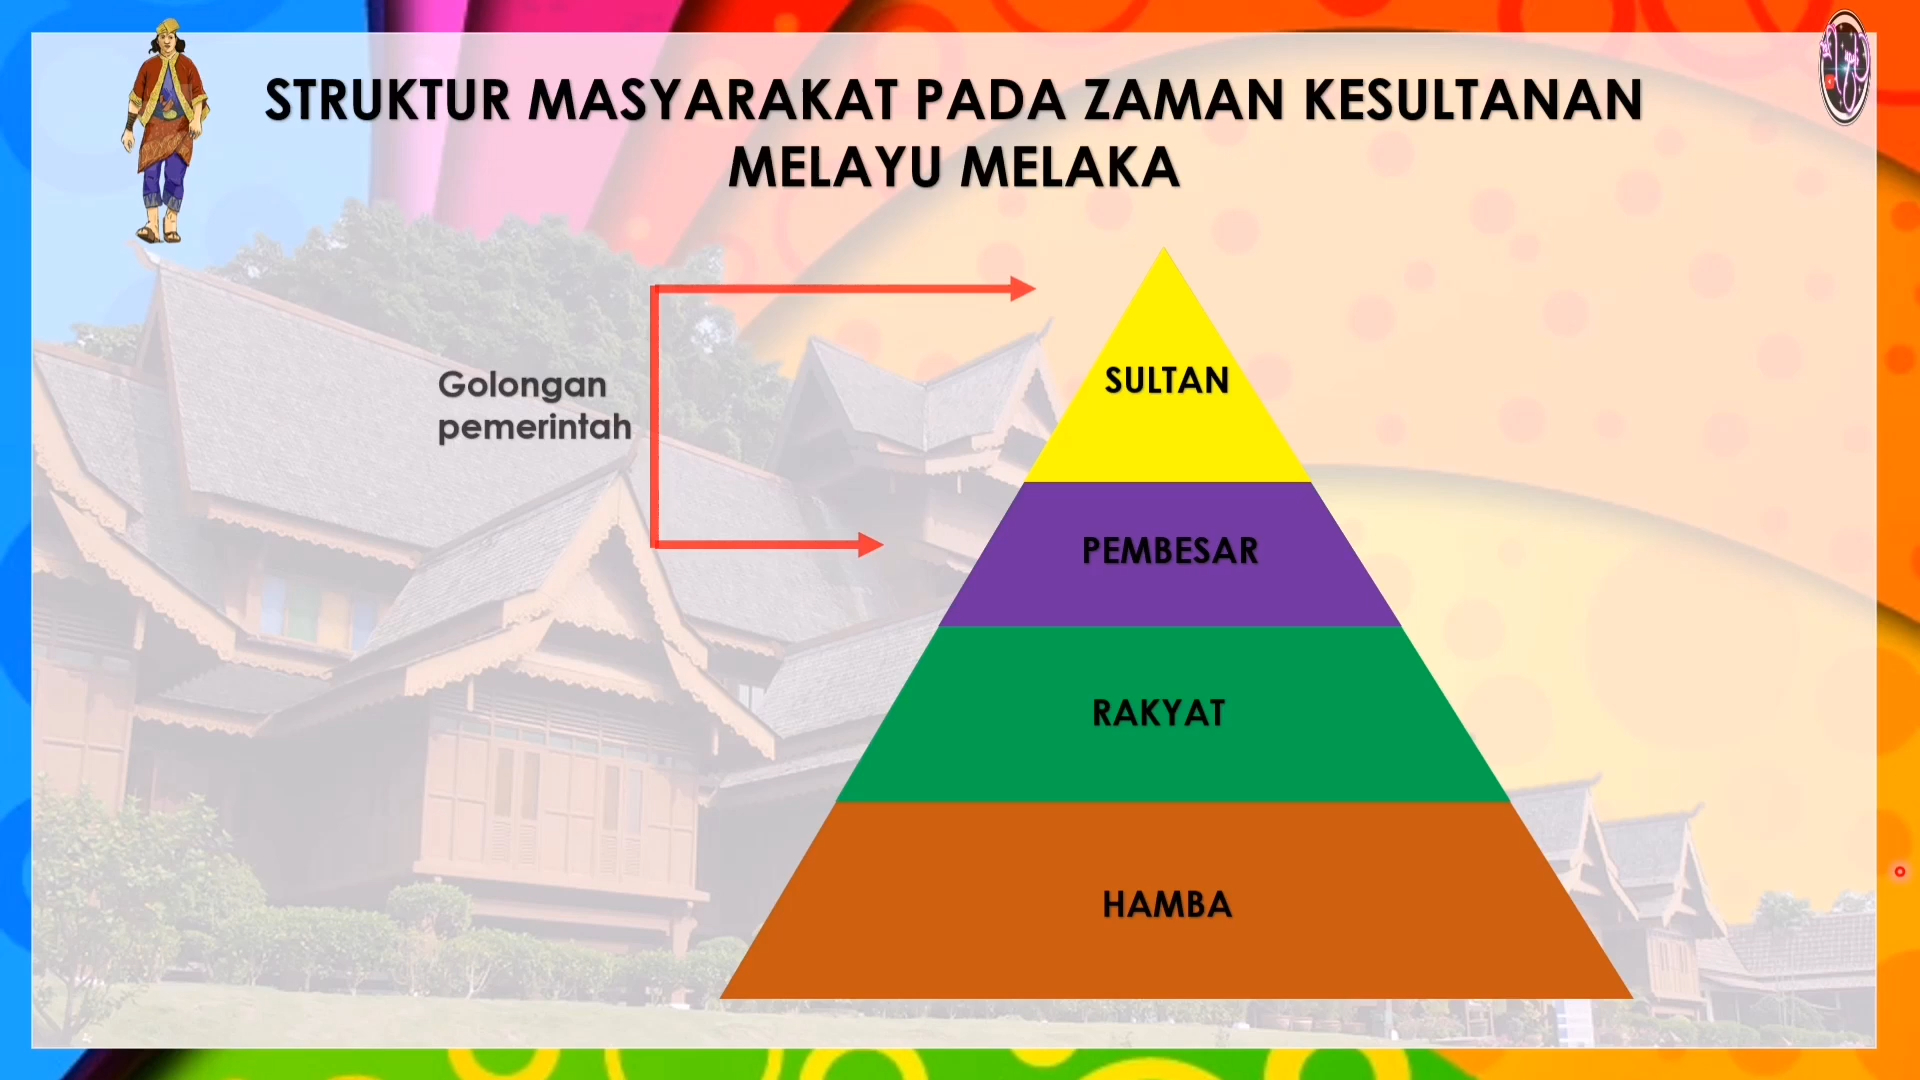 STRUKTUR MASYARAKAT PADA ZAMAN KESULTANAN
MELAYU MELAKA
Golongan
pemerintah
SULTAN
PEMBESAR
RAKYAT
HAMBA